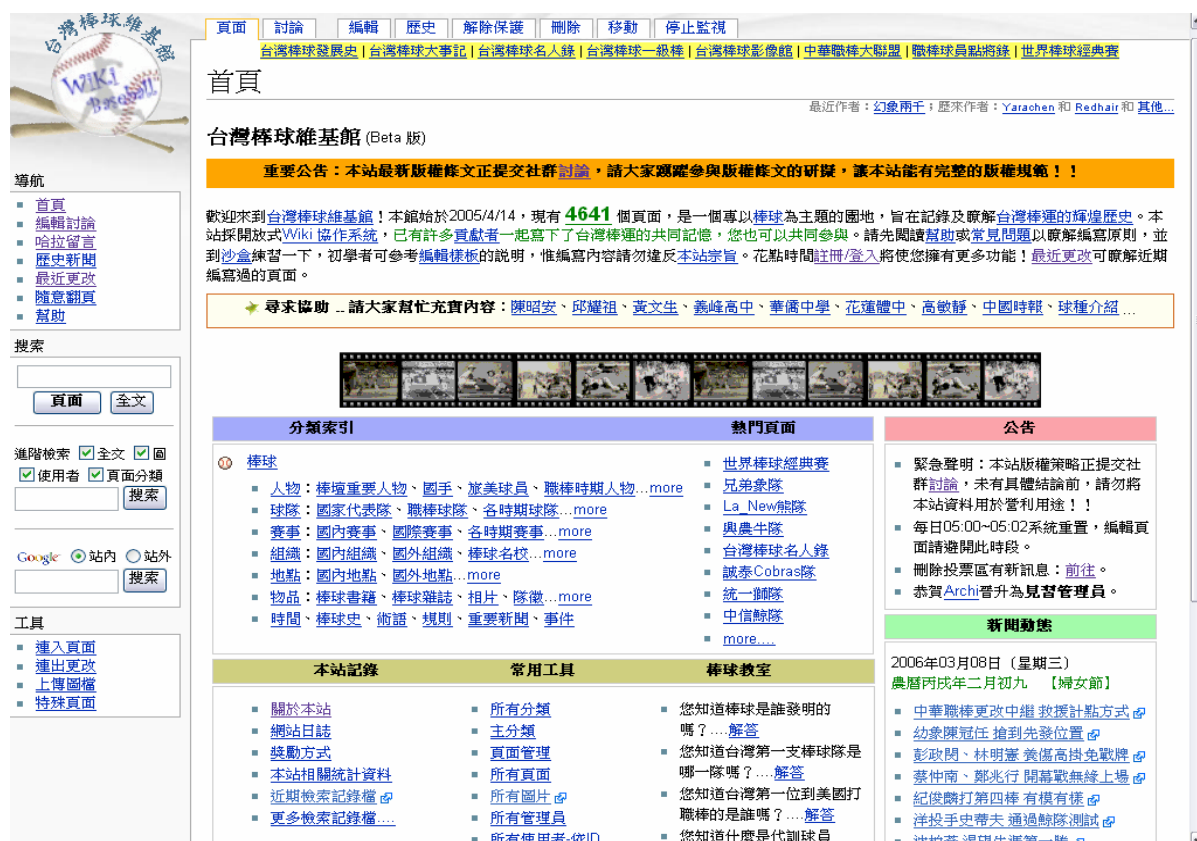 台灣棒球維基館
WiKi
Baseball
頁面 討論 編輯 歷史 解除保護 刪除 移動 停止監視
台灣棒球發展史 | 台灣棒球大事記 | 台灣棒球名人錄 | 台灣棒球一級棒 | 台灣棒球影像館 | 中華職棒大聯盟 | 職棒球員點將錄 | 世界棒球經典賽
首頁
最近作者：幻象兩千；歷來作者：Yarachen 和 Redhair 和 其他...
台灣棒球維基館 (Beta 版)
重要公告：本站最新版權條文正提交社群討論，請大家踴躍參與版權條文的研擬，讓本站能有完整的版權規範！！
歡迎來到台灣棒球維基館！本館始於2005/4/14，現有 4641 個頁面，是一個專以棒球為主題的園地，旨在記錄及瞭解台灣棒運的輝煌歷史。本
站採開放式Wiki 協作系統，已有許多貢獻者一起寫下了台灣棒運的共同記憶，您也可以共同參與。請先閱讀幫助或常見問題以瞭解編寫原則，並
到沙盒練習一下，初學者可參考編輯樣板的說明，惟編寫內容請勿違反本站宗旨。花點時間註冊/登入將使您擁有更多功能！最近更改可瞭解近期
編寫過的頁面。
尋求協助 .. 請大家幫忙充實內容：陳昭安、邱耀祖、黃文生、義峰高中、華僑中學、花蓮體中、高敏靜、中國時報、球種介紹 ...
導航
首頁
編輯討論
哈拉留言
歷史新聞
最近更改
隨意翻頁
幫助
搜索
頁面 全文
進階檢索 全文 圖
使用者 頁面分類
搜索
Google 站內 站外
搜索
工具
連入頁面
連出更改
上傳圖檔
特殊頁面
分類索引
棒球
人物：棒壇重要人物、國手、旅美球員、職棒時期人物...more
球隊：國家代表隊、職棒球隊、各時期球隊...more
賽事：國內賽事、國際賽事、各時期賽事...more
組織：國內組織、國外組織、棒球名校...more
地點：國內地點、國外地點...more
物品：棒球書籍、棒球雜誌、相片、隊徽...more
時間、棒球史、術語、規則、重要新聞、事件
熱門頁面
世界棒球經典賽
兄弟象隊
La_New熊隊
興農牛隊
台灣棒球名人錄
誠泰Cobras隊
統一獅隊
中信鯨隊
more....
公告
緊急聲明：本站版權策略正提交社
群討論，未有具體結論前，請勿將
本站資料用於營利用途！！
每日05:00~05:02系統重置，編輯頁
面請避開此時段。
刪除投票區有新訊息：前往。
恭賀Archi晉升為見習管理員。
本站記錄
關於本站
網站日誌
獎勵方式
本站相關統計資料
近期檢索記錄檔
更多檢索記錄檔....
常用工具
所有分類
主分類
頁面管理
所有頁面
所有圖片
所有管理員
所有使用者-依ID
棒球教室
您知道棒球是誰發明的
嗎？....解答
您知道台灣第一支棒球隊是
哪一隊嗎？....解答
您知道台灣第一位到美國打
職棒的是誰嗎？....解答
您知道什麼是代訓球員
新聞動態
2006年03月08日〔星期三〕
農曆丙戌年二月初九 【婦女節】
中華職棒更改中繼 救援計點方式
幼象陳冠任 搶到先發位置
彭政閔、林明憲 養傷高掛免戰牌
蔡仲南、鄭兆行 開幕戰無緣上場
紀俊麟打第四棒 有模有樣
洋投手史蒂夫 通過鯨隊測試